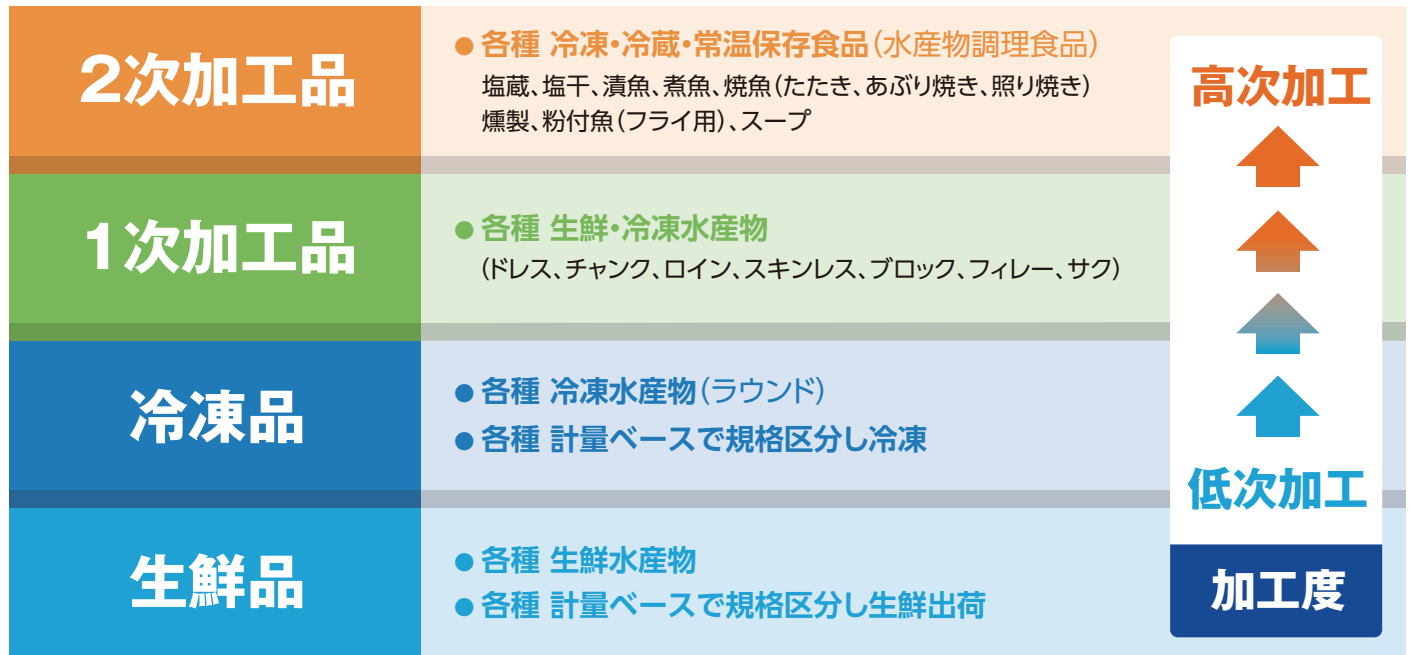 2次加工品
●各種 冷凍・冷蔵・常温保存食品(水産物調理食品)
塩蔵、塩干、漬魚、煮魚、焼魚(たたき、あぶり焼き、照り焼き)
燻製、粉付魚(フライ用)、スープ
1次加工品
●各種 生鮮・冷凍水産物
(ドレス、チャンク、ロイン、スキンレス、ブロック、フィレー、サク)
冷凍品
●各種 冷凍水産物(ラウンド)
●各種 計量ベースで規格区分し冷凍
生鮮品
●各種 生鮮水産物
●各種 計量ベースで規格区分し生鮮出荷
高次加工
低次加工
加工度